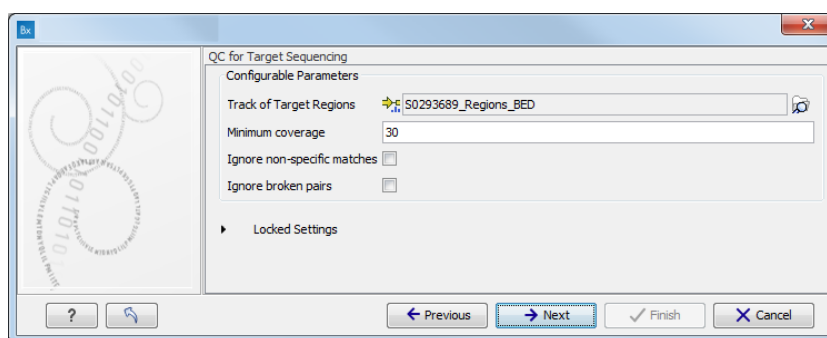 Bx
QC for Target Sequencing
Configurable Parameters
Track of Target Regions S0293689_Regions_BED
Minimum coverage 30
Ignore non-specific matches
Ignore broken pairs
Locked Settings
? Previous Next Finish Cancel